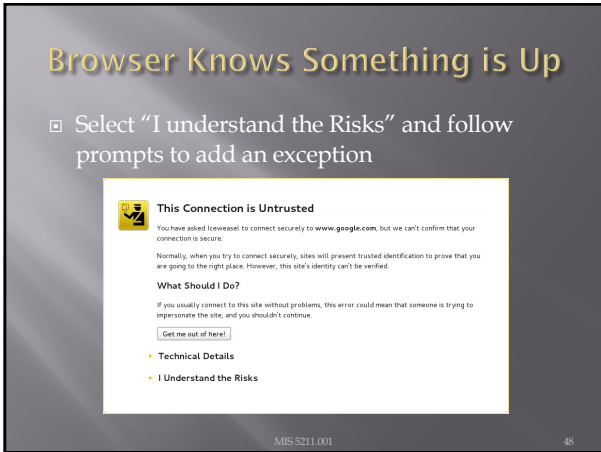 Browser Knows Something is Up
Select “I understand the Risks” and follow
prompts to add an exception
This Connection is Untrusted
You have asked Iceweasel to connect securely to www.google.com, but we can't confirm that your
connection is secure.
Normally, when you try to connect securely, sites will present trusted identification to prove that you
are going to the right place. However, this site's identity can't be verified.
What Should I Do?
If you usually connect to this site without problems, this error could mean that someone is trying to
impersonate the site, and you shouldn't continue.
Get me out of here!
Technical Details
I Understand the Risks
MIS 5211.001
48